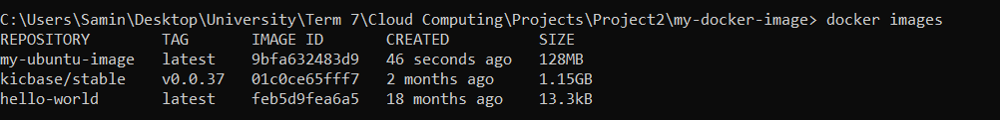 C:\Users\Samin\Desktop\University\Term 7\Cloud Computing\Projects\Project2\my-docker-image> docker images
REPOSITORY TAG IMAGE ID CREATED SIZE
my-ubuntu-image latest 9bfa632483d9 46 seconds ago 128MB
kicbase/stable v0.0.37 01c0ce65fff7 2 months ago 1.15GB
hello-world latest feb5d9fea6a5 18 months ago 13.3kB